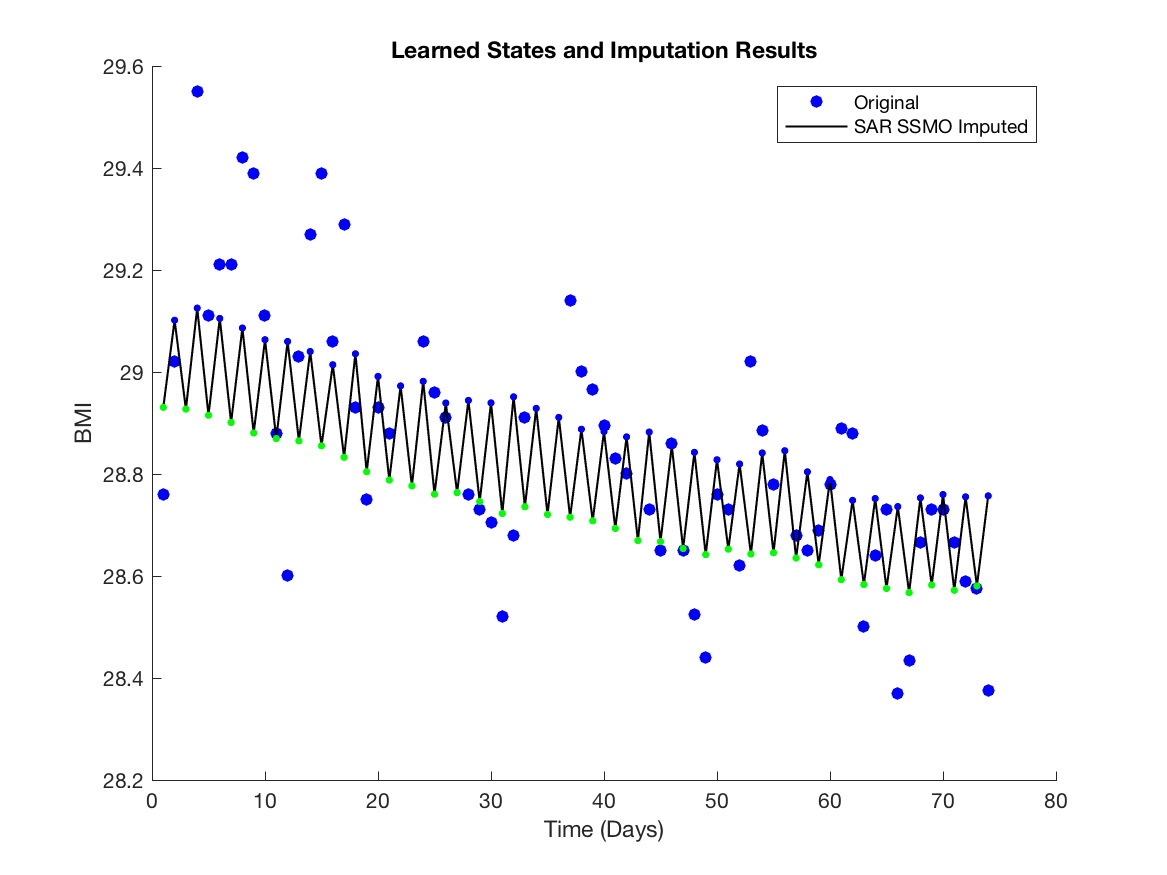 Learned States and Imputation Results
Original
SAR SSMO Imputed
29.6
29.4
29.2
29
28.8
28.6
28.4
28.2
BMI
0 10 20 30 40 50 60 70 80
Time (Days)